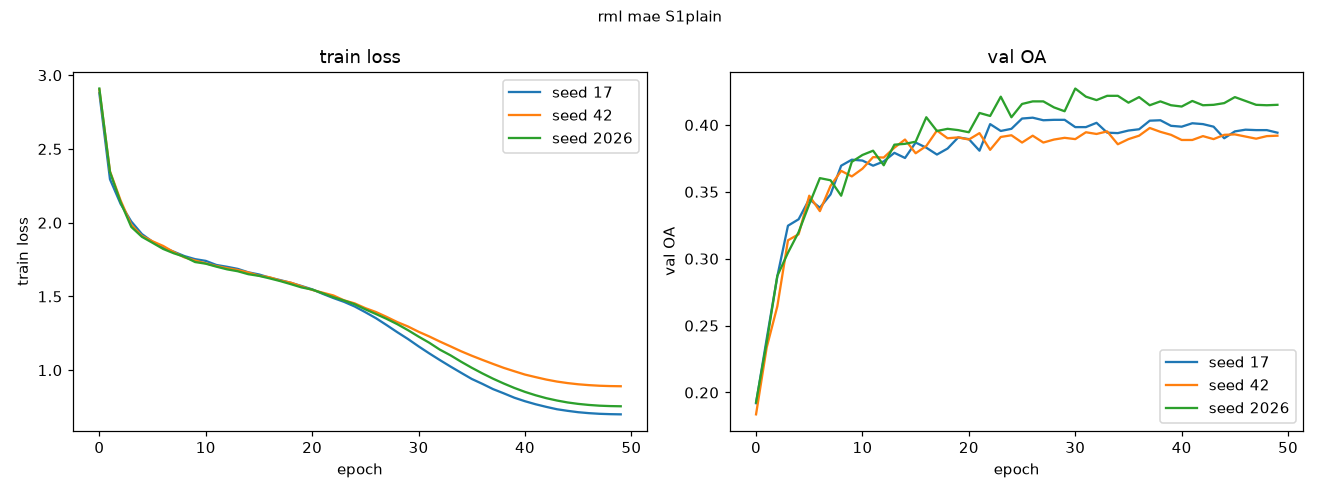 rml mae S1plain
train loss
train loss
3.0
2.5
2.0
1.5
1.0
seed 17
seed 42
seed 2026
0 10 20 30 40 50
epoch
val OA
val OA
0.40
0.35
0.30
0.25
0.20
seed 17
seed 42
seed 2026
0 10 20 30 40 50
epoch